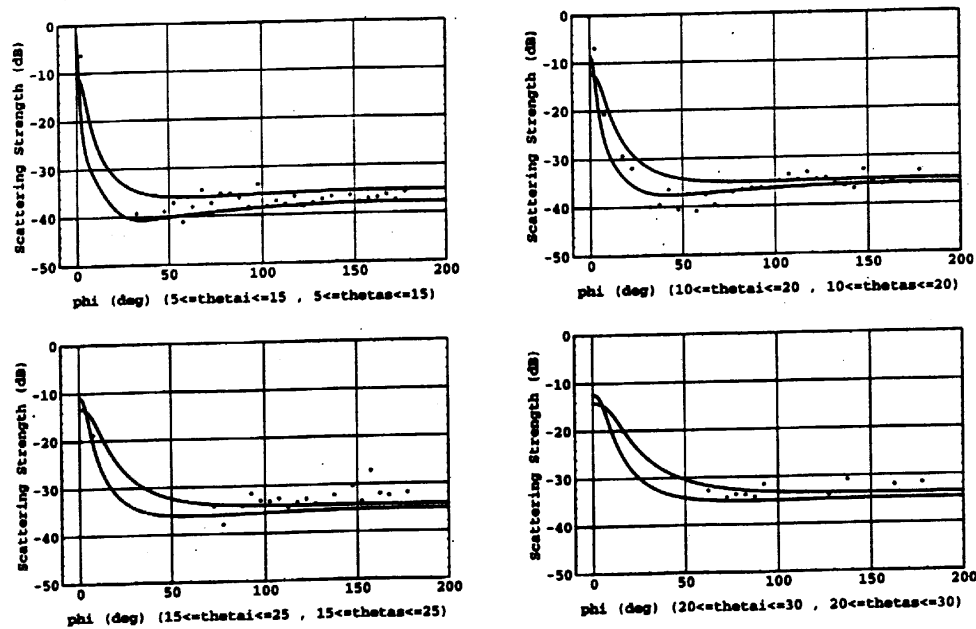 0
-10
-20
-30
-40
-50
Scattering Strength (dB)
0 50 100 150 200
phi (deg) (5<=thetai<=15 , 5<=thetas<=15)
0
-10
-20
-30
-40
-50
Scattering Strength (dB)
0 50 100 150 200
phi (deg) (10<=thetai<=20 , 10<=thetas<=20)
0
-10
-20
-30
-40
-50
Scattering Strength (dB)
0 50 100 150 200
phi (deg) (15<=thetai<=25 , 15<=thetas<=25)
0
-10
-20
-30
-40
-50
Scattering Strength (dB)
0 50 100 150 200
phi (deg) (20<=thetai<=30 , 20<=thetas<=30)